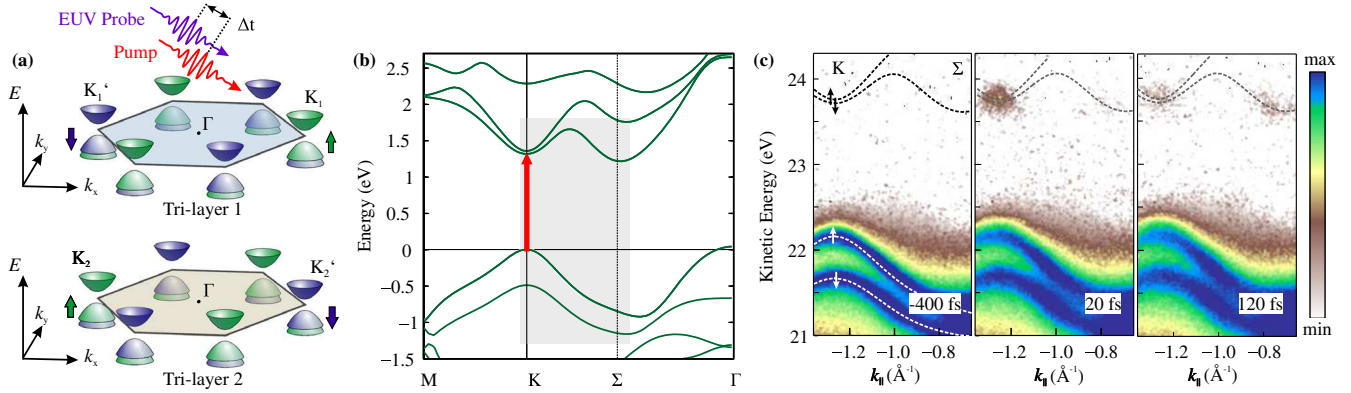 (a)
EUV Probe
Δt
Pump
E
ky
kx
K1‘
K1
Γ
Tri-layer 1
E
ky
kx
K2
K2‘
Γ
Tri-layer 2
(b)
Energy (eV)
2.5
2
1.5
1
0.5
0
−0.5
−1
−1.5
M K Σ Γ
(c)
Kinetic Energy (eV)
24
23
22
21
K Σ
-400 fs
20 fs
120 fs
−1.2 −1.0 −0.8
−1.2 −1.0 −0.8
−1.2 −1.0 −0.8
k|| (Å-1)
k|| (Å-1)
k|| (Å-1)
max
min